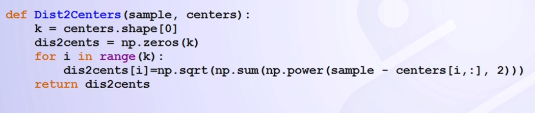 def Dist2Centers(sample, centers):
    k = centers.shape[0]
    dis2cents = np.zeros(k)
    for i in range(k):
        dis2cents[i]=np.sqrt(np.sum(np.power(sample - centers[i,:], 2)))
    return dis2cents